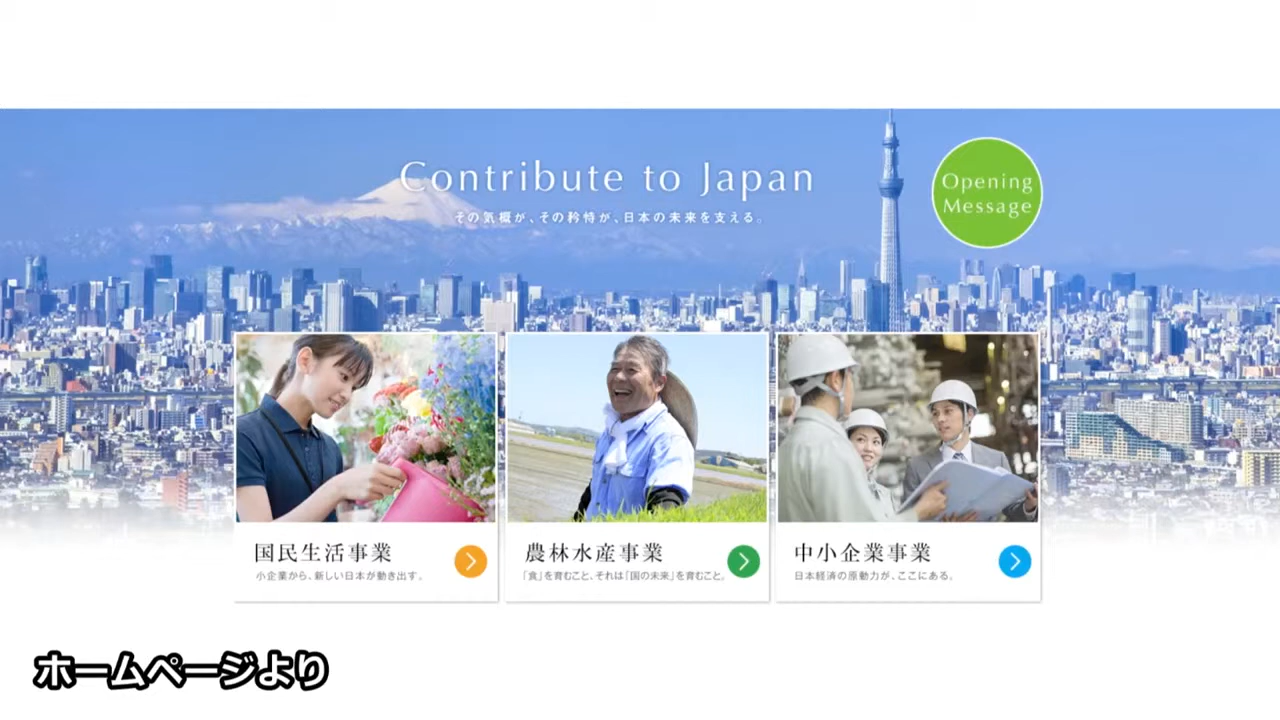 Contribute to Japan
その気概が、その矜恃が、日本の未来を支える。
Opening
Message
国民生活事業
小企業から、新しい日本が動き出す。
農林水産事業
「食」を育むこと、それは「国の未来」を育むこと。
中小企業事業
日本経済の原動力が、ここにある。
ホームページより